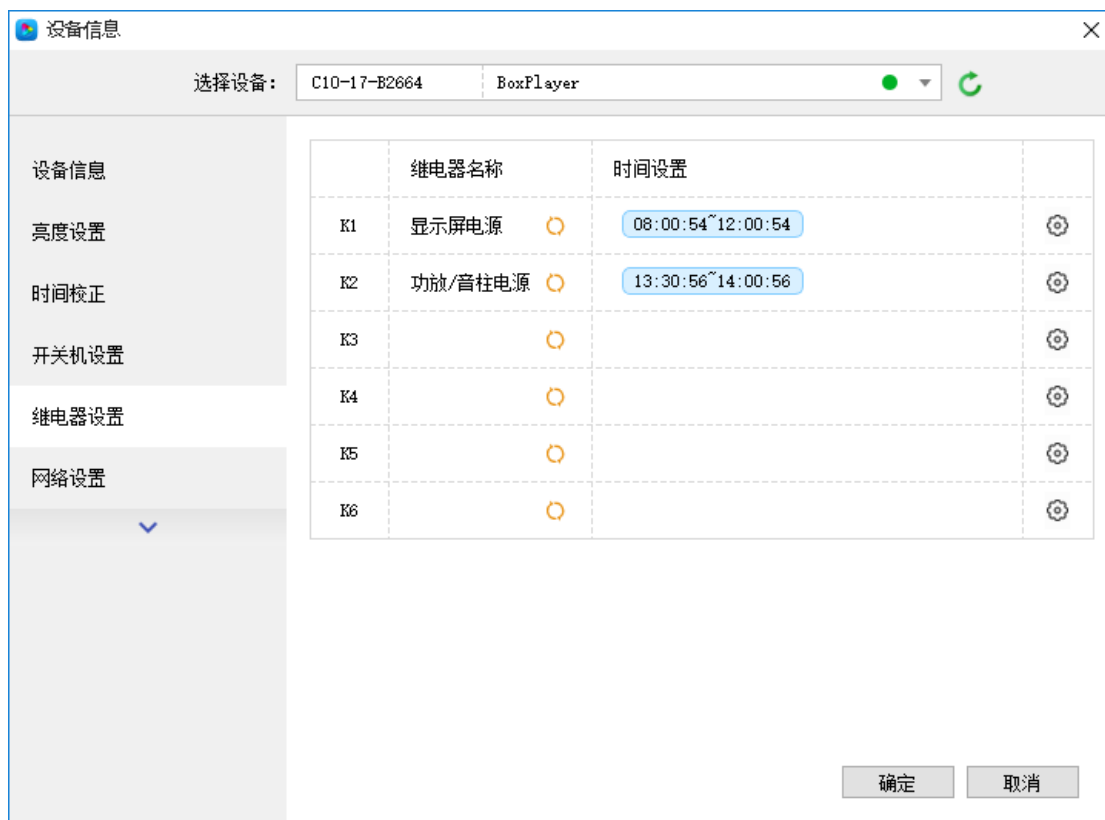 设备信息
选择设备: C10-17-B2664 BoxPlayer
设备信息
亮度设置
时间校正
开关机设置
继电器设置
网络设置
继电器名称 时间设置
K1 显示屏电源 08:00:54~12:00:54
K2 功放/音柱电源 13:30:56~14:00:56
K3
K4
K5
K6
确定 取消